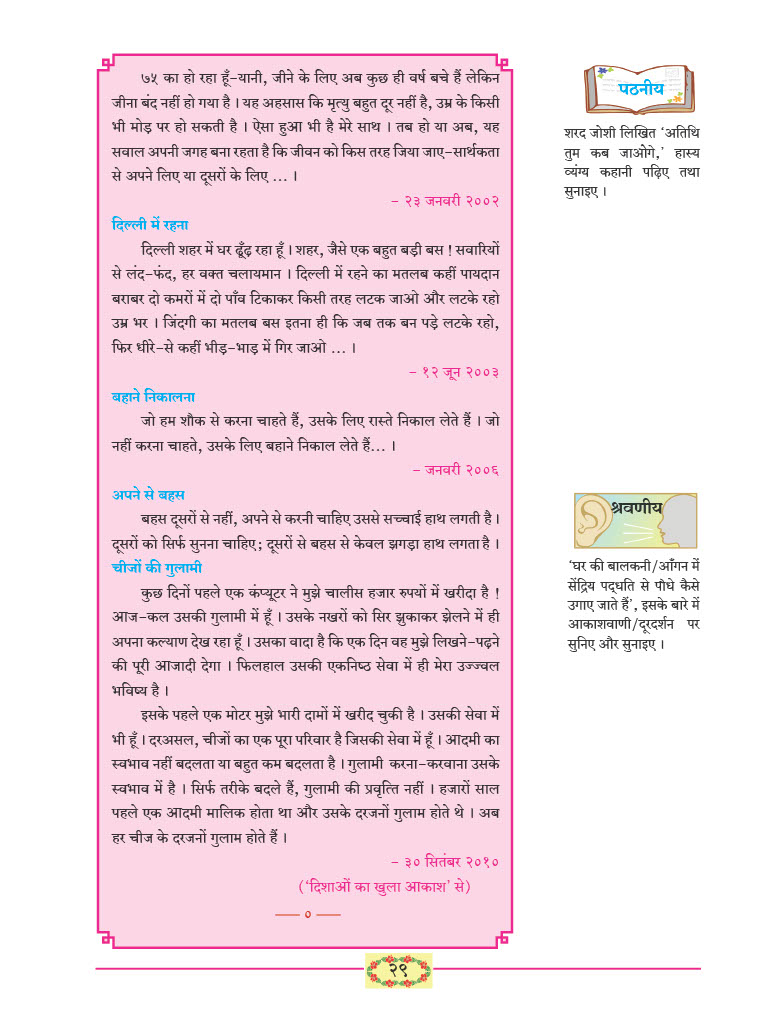 ७५ का हो रहा हूँ-यानी, जीने के लिए अब कुछ ही वर्ष बचे हैं लेकिन
जीना बंद नहीं हो गया है । यह अहसास कि मृत्यु बहुत दूर नहीं है, उम्र के किसी
भी मोड़ पर हो सकती है । ऐसा हुआ भी है मेरे साथ । तब हो या अब, यह
सवाल अपनी जगह बना रहता है कि जीवन को किस तरह जिया जाए-सार्थकता
से अपने लिए या दूसरों के लिए ... ।
- २३ जनवरी २००२
दिल्ली में रहना
दिल्ली शहर में घर ढूँढ़ रहा हूँ । शहर, जैसे एक बहुत बड़ी बस ! सवारियों
से लंद-फंद, हर वक्त चलायमान । दिल्ली में रहने का मतलब कहीं पायदान
बराबर दो कमरों में दो पाँव टिकाकर किसी तरह लटक जाओ और लटके रहो
उम्र भर । जिंदगी का मतलब बस इतना ही कि जब तक बन पड़े लटके रहो,
फिर धीरे-से कहीं भीड़-भाड़ में गिर जाओ ... ।
- १२ जून २००३
बहाने निकालना
जो हम शौक से करना चाहते हैं, उसके लिए रास्ते निकाल लेते हैं । जो
नहीं करना चाहते, उसके लिए बहाने निकाल लेते हैं... ।
- जनवरी २००६
अपने से बहस
बहस दूसरों से नहीं, अपने से करनी चाहिए उससे सच्चाई हाथ लगती है ।
दूसरों को सिर्फ सुनना चाहिए; दूसरों से बहस से केवल झगड़ा हाथ लगता है ।
चीजों की गुलामी
कुछ दिनों पहले एक कंप्यूटर ने मुझे चालीस हजार रुपयों में खरीदा है !
आज-कल उसकी गुलामी में हूँ । उसके नखरों को सिर झुकाकर झेलने में ही
अपना कल्याण देख रहा हूँ । उसका वादा है कि एक दिन वह मुझे लिखने-पढ़ने
की पूरी आजादी देगा । फिलहाल उसकी एकनिष्ठ सेवा में ही मेरा उज्ज्वल
भविष्य है ।
इसके पहले एक मोटर मुझे भारी दामों में खरीद चुकी है । उसकी सेवा में
भी हूँ । दरअसल, चीजों का एक पूरा परिवार है जिसकी सेवा में हूँ । आदमी का
स्वभाव नहीं बदलता या बहुत कम बदलता है । गुलामी करना-करवाना उसके
स्वभाव में है । सिर्फ तरीके बदले हैं, गुलामी की प्रवृत्ति नहीं । हजारों साल
पहले एक आदमी मालिक होता था और उसके दरजनों गुलाम होते थे । अब
हर चीज के दरजनों गुलाम होते हैं ।
- ३० सितंबर २०१०
('दिशाओं का खुला आकाश' से)
०
पठनीय
शरद जोशी लिखित 'अतिथि
तुम कब जाओगे,' हास्य
व्यंग्य कहानी पढ़िए तथा
सुनाइए ।
श्रवणीय
'घर की बालकनी/आँगन में
सेंद्रिय पद्धति से पौधे कैसे
उगाए जाते हैं', इसके बारे में
आकाशवाणी/दूरदर्शन पर
सुनिए और सुनाइए ।
२९